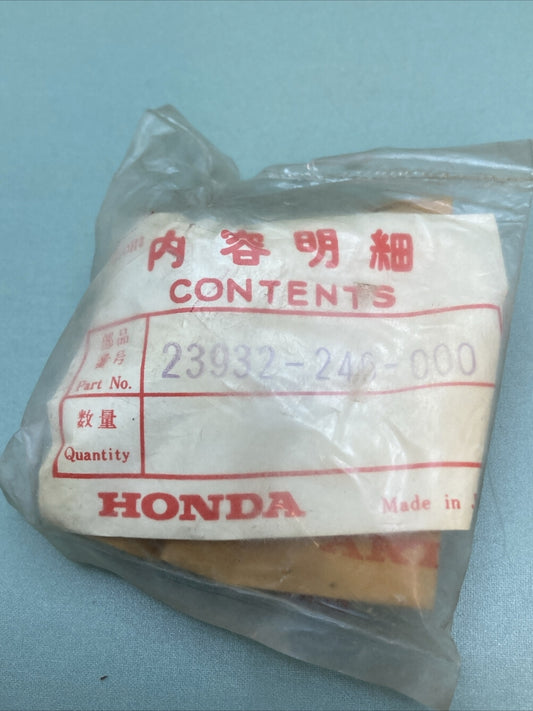 内容明細
CONTENTS
部品
番号
Part No.
23932-246-000
数量
Quantity
HONDA
Made in